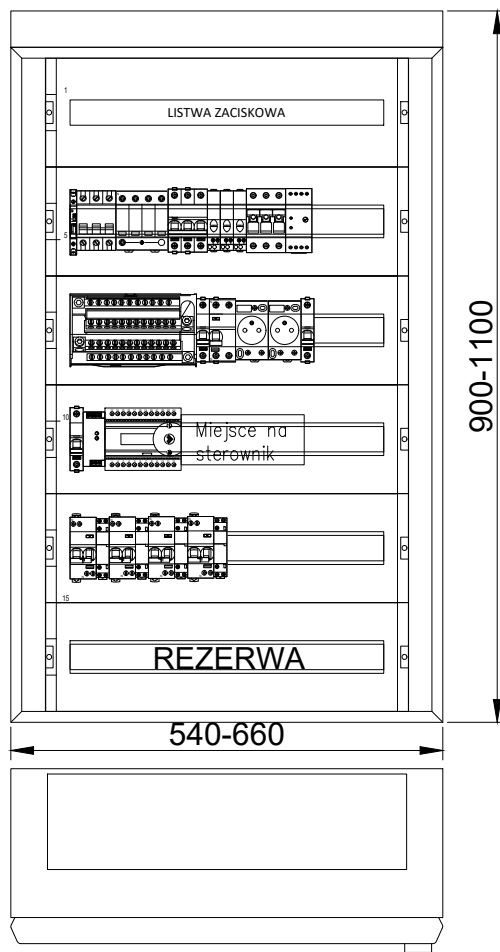 1
LISTWA ZACISKOWA
5
10
Miejsce na
sterownik
15
REZERWA
900-1100
540-660